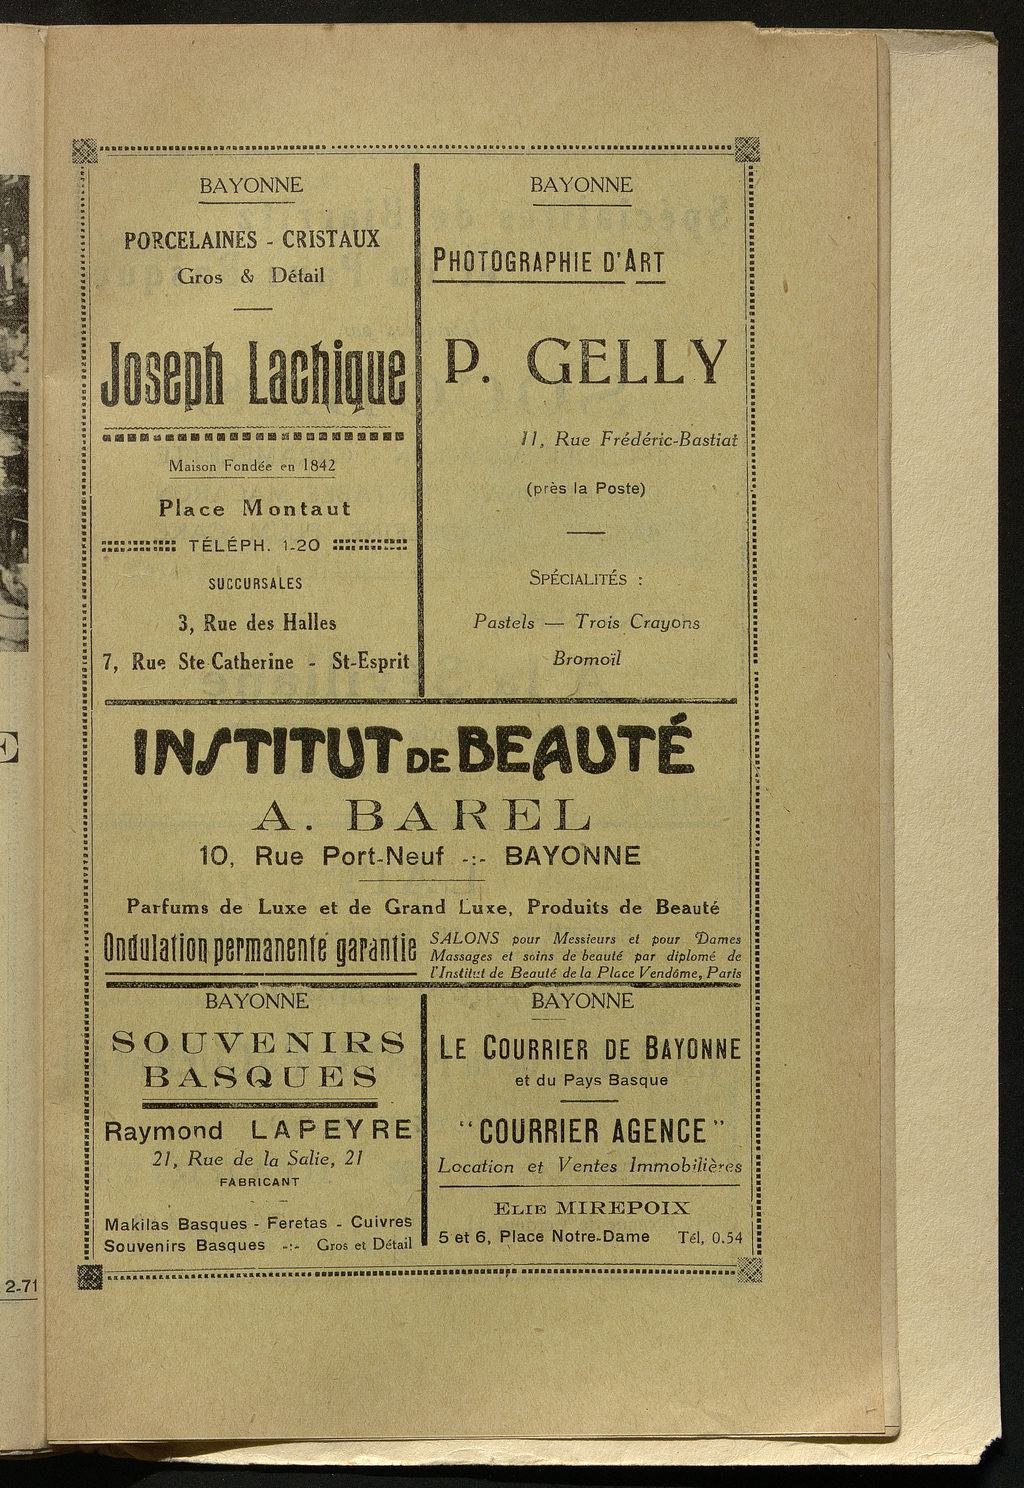 BAYONNE
PORCELAINES - CRISTAUX
Gros & Détail
Joseph Lachique
Maison Fondée en 1842
Place Montaut
TÉLÉPH. 1-20
SUCCURSALES
3, Rue des Halles
7, Rue Ste-Catherine - St-Esprit
BAYONNE
PHOTOGRAPHIE D'ART
P. GELLY
11, Rue Frédéric-Bastiat
(près la Poste)
SPÉCIALITÉS :
Pastels — Trois Crayons
Bromoïl
INSTITUT DE BEAUTÉ
A. BAREL
10, Rue Port-Neuf -:- BAYONNE
Parfums de Luxe et de Grand Luxe, Produits de Beauté
Ondulation permanente garantie
SALONS pour Messieurs et pour Dames
Massages et soins de beauté par diplomé de
l'Institut de Beauté de la Place Vendôme, Paris
BAYONNE
SOUVENIRS
BASQUES
Raymond LAPEYRE
21, Rue de la Salie, 21
FABRICANT
Makilas Basques - Feretas - Cuivres
Souvenirs Basques -:- Gros et Détail
BAYONNE
LE COURRIER DE BAYONNE
et du Pays Basque
"COURRIER AGENCE"
Location et Ventes Immobilières
ELIE MIREPOIX
5 et 6, Place Notre-Dame Tél, 0.54
E
2-71